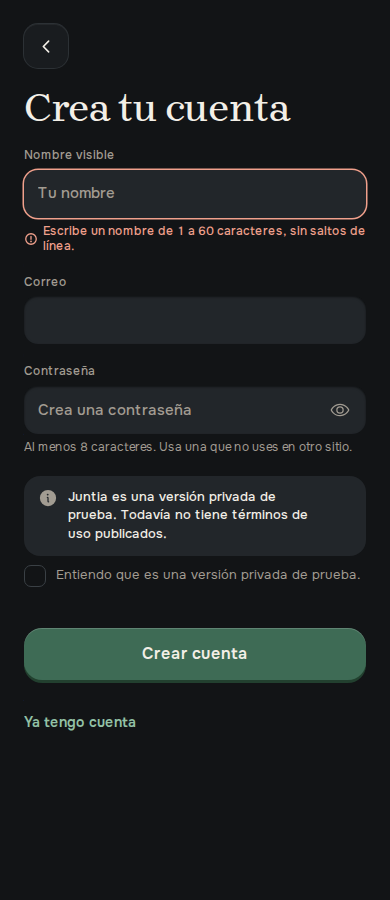 Crea tu cuenta
Nombre visible
Tu nombre
Escribe un nombre de 1 a 60 caracteres, sin saltos de
línea.
Correo
Contraseña
Crea una contraseña
Al menos 8 caracteres. Usa una que no uses en otro sitio.
Juntia es una versión privada de
prueba. Todavía no tiene términos de
uso publicados.
Entiendo que es una versión privada de prueba.
Crear cuenta
Ya tengo cuenta